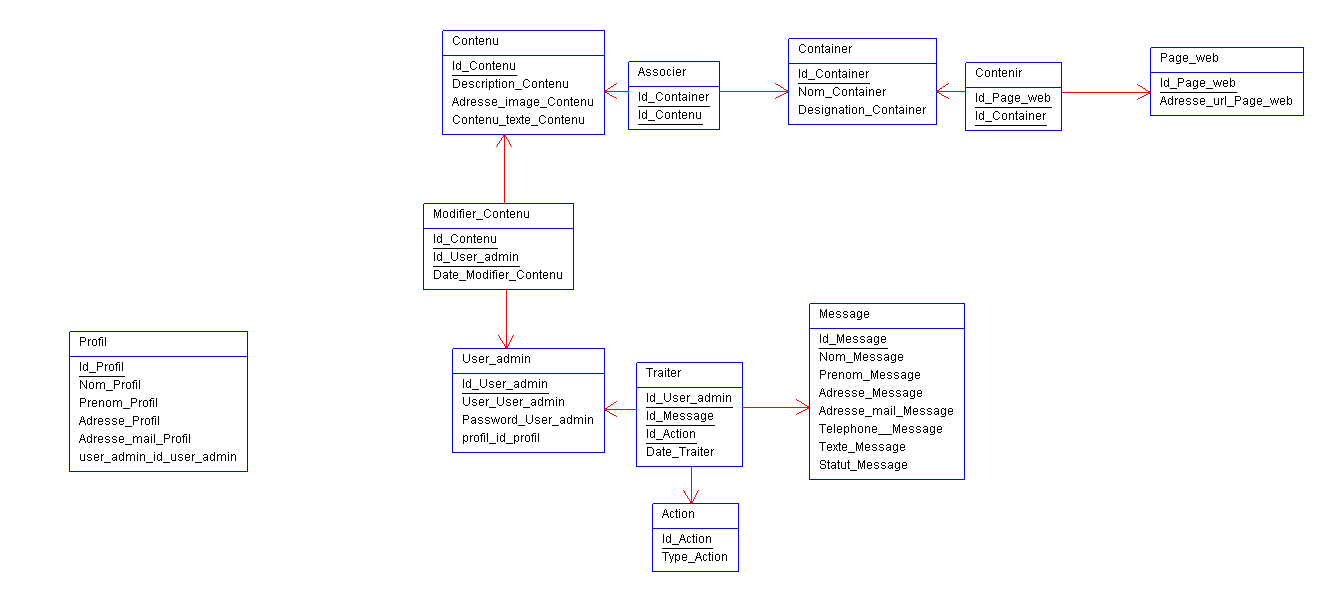 Contenu
Id_Contenu
Description_Contenu
Adresse_image_Contenu
Contenu_texte_Contenu
Associer
Id_Container
Id_Contenu
Container
Id_Container
Nom_Container
Designation_Container
Contenir
Id_Page_web
Id_Container
Page_web
Id_Page_web
Adresse_url_Page_web
Modifier_Contenu
Id_Contenu
Id_User_admin
Date_Modifier_Contenu
Profil
Id_Profil
Nom_Profil
Prenom_Profil
Adresse_Profil
Adresse_mail_Profil
user_admin_id_user_admin
User_admin
Id_User_admin
User_User_admin
Password_User_admin
profil_id_profil
Traiter
Id_User_admin
Id_Message
Id_Action
Date_Traiter
Message
Id_Message
Nom_Message
Prenom_Message
Adresse_Message
Adresse_mail_Message
Telephone__Message
Texte_Message
Statut_Message
Action
Id_Action
Type_Action